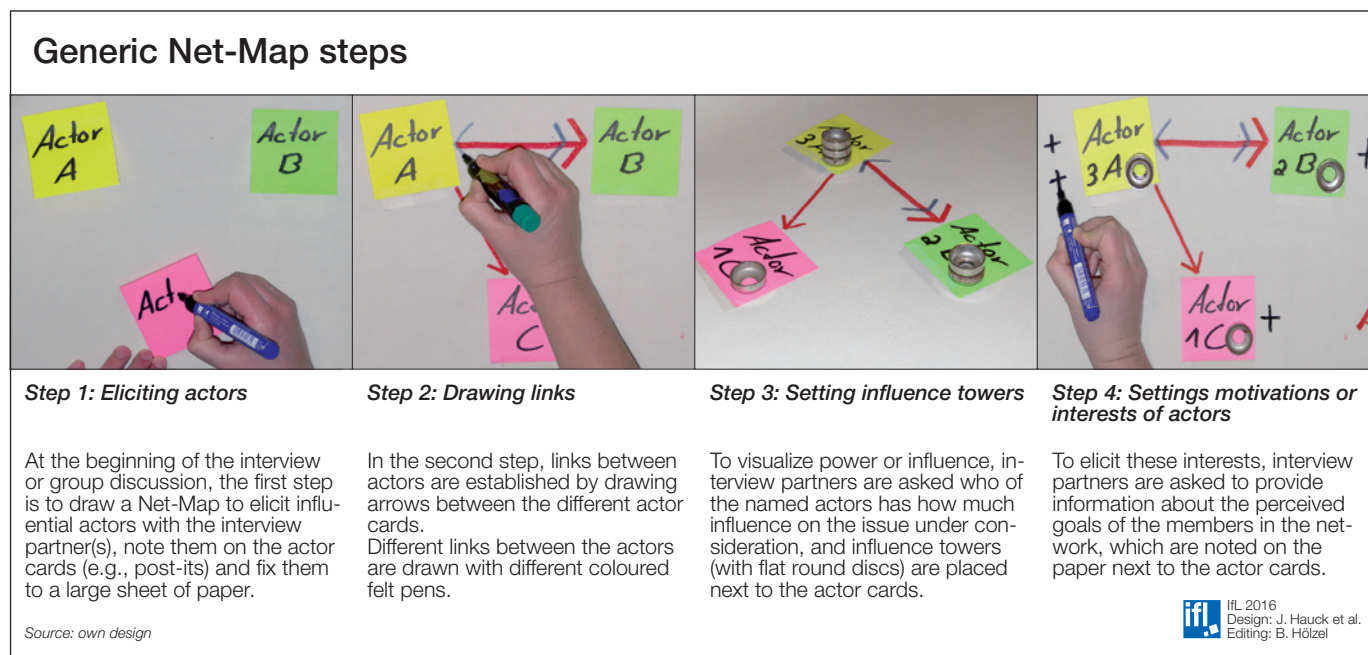 Generic Net-Map steps
Actor
A
Actor
B
Act
Actor
A
Actor
B
Ac
C
Actor
3 A
Actor
1C
Actor
2 B
Actor
3 A
Actor
2 B
Actor
1C
+
+
+
+
Step 1: Eliciting actors
At the beginning of the interview
or group discussion, the first step
is to draw a Net-Map to elicit influ-
ential actors with the interview
partner(s), note them on the actor
cards (e.g., post-its) and fix them
to a large sheet of paper.
Source: own design
Step 2: Drawing links
In the second step, links between
actors are established by drawing
arrows between the different actor
cards.
Different links between the actors
are drawn with different coloured
felt pens.
Step 3: Setting influence towers
To visualize power or influence, in-
terview partners are asked who of
the named actors has how much
influence on the issue under con-
sideration, and influence towers
(with flat round discs) are placed
next to the actor cards.
Step 4: Settings motivations or
interests of actors
To elicit these interests, interview
partners are asked to provide
information about the perceived
goals of the members in the net-
work, which are noted on the
paper next to the actor cards.
ifl
IfL 2016
Design: J. Hauck et al.
Editing: B. Hölzel